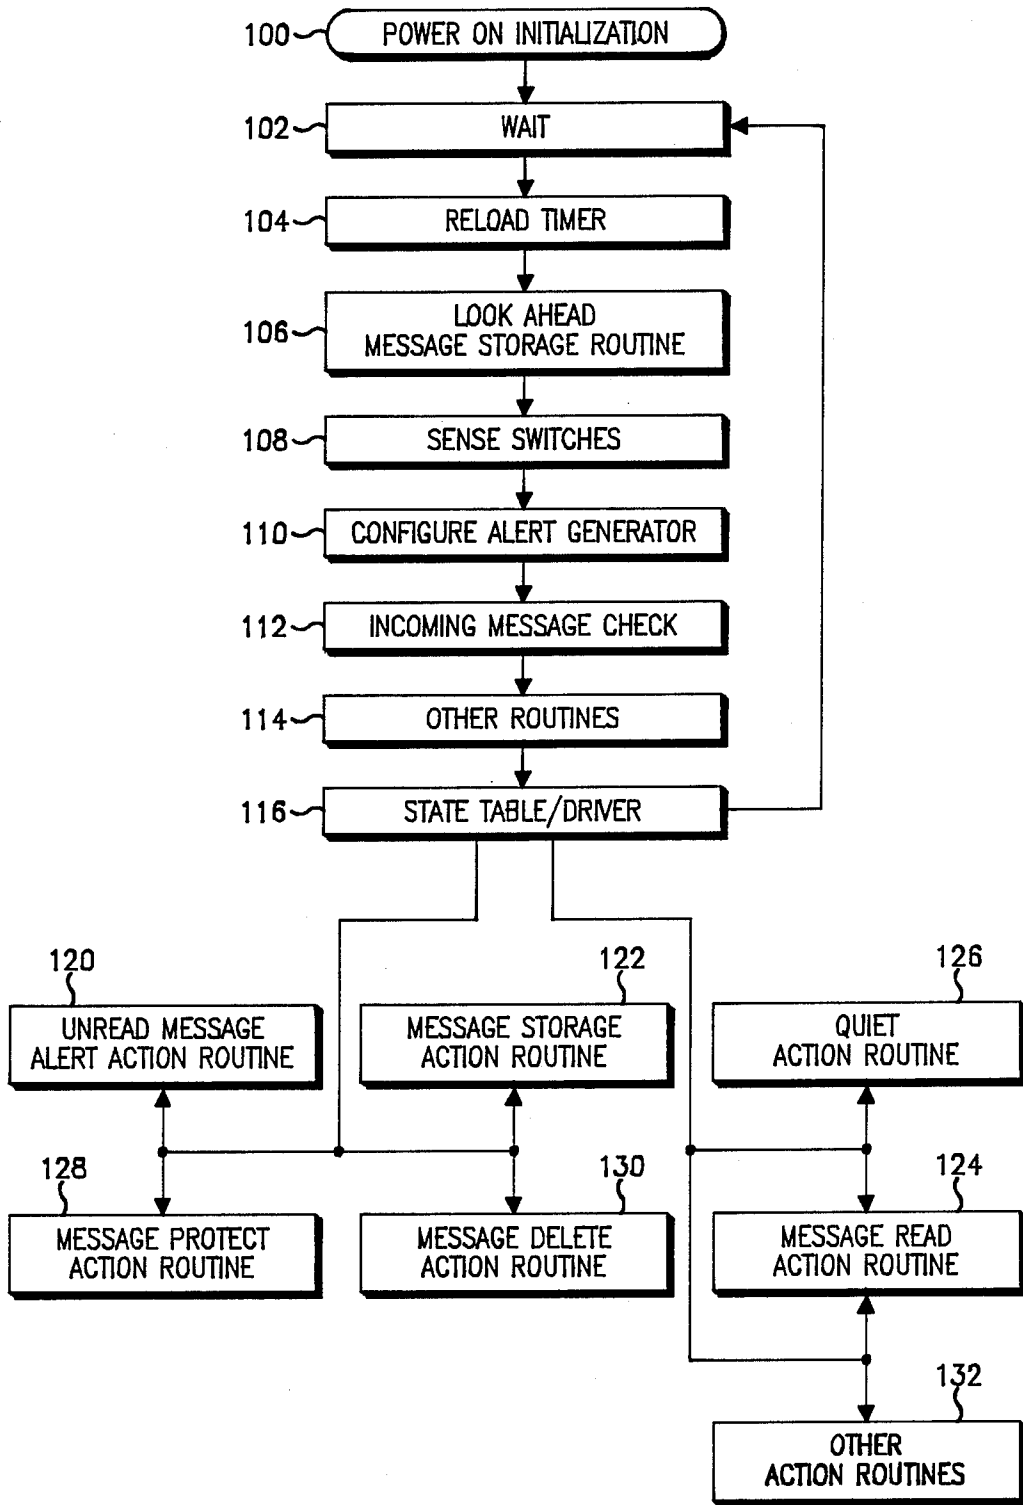 100 POWER ON INITIALIZATION
102 WAIT
104 RELOAD TIMER
106 LOOK AHEAD
MESSAGE STORAGE ROUTINE
108 SENSE SWITCHES
110 CONFIGURE ALERT GENERATOR
112 INCOMING MESSAGE CHECK
114 OTHER ROUTINES
116 STATE TABLE/DRIVER
120
UNREAD MESSAGE
ALERT ACTION ROUTINE
122
MESSAGE STORAGE
ACTION ROUTINE
126
QUIET
ACTION ROUTINE
128
MESSAGE PROTECT
ACTION ROUTINE
130
MESSAGE DELETE
ACTION ROUTINE
124
MESSAGE READ
ACTION ROUTINE
132
OTHER
ACTION ROUTINES